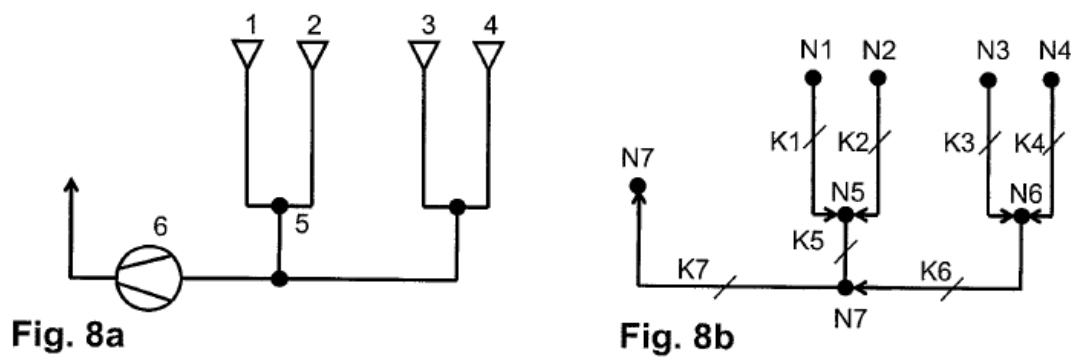 1 2 3 4
5
6
Fig. 8a
N1 N2 N3 N4
K1 K2 K3 K4
N7
N5 N6
K5
K7 K6
N7
Fig. 8b